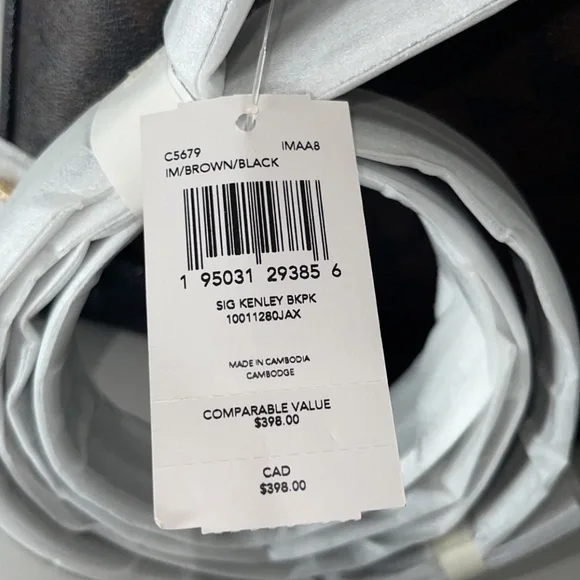 C5679 IMAA8
IM/BROWN/BLACK
1 95031 29385 6
SIG KENLEY BKPK
10011280JAX
MADE IN CAMBODIA
CAMBODGE
COMPARABLE VALUE
$398.00
CAD
$398.00